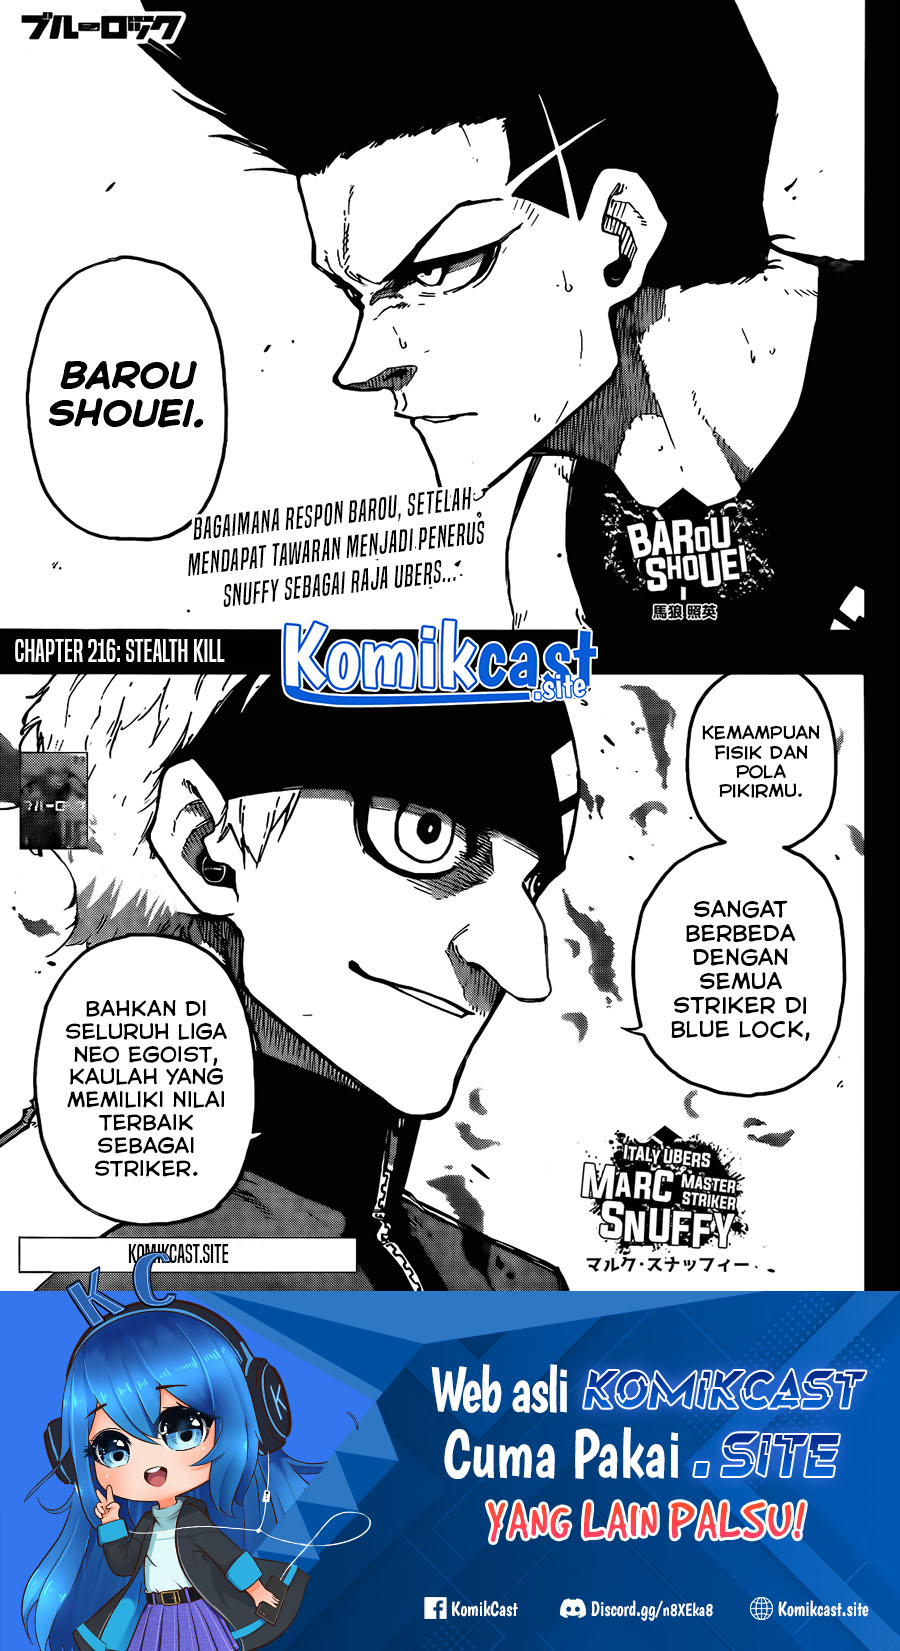 ブルーロック
BAROU
SHOUEI.
BAGAIMANA RESPON BAROU, SETELAH
MENDAPAT TAWARAN MENJADI PENERUS
SNUFFY SEBAGAI RAJA UBERS...
BAROU
SHOUEI
馬狼 照英
CHAPTER 216: STEALTH KILL
Komikcast
.site
KEMAMPUAN
FISIK DAN
POLA
PIKIRMU.
ブルーロ
SANGAT
BERBEDA
DENGAN
SEMUA
STRIKER DI
BLUE LOCK,
BAHKAN DI
SELURUH LIGA
NEO EGOIST,
KAULAH YANG
MEMILIKI NILAI
TERBAIK
SEBAGAI
STRIKER.
ITALY UBERS
MARC MASTER STRIKER
SNUFFY
マルク・スナッフィー
KOMIKCAST.SITE
KC
K
Web asli KOMIKCAST
Cuma Pakai .SITE
YANG LAIN PALSU!
KomikCast
Discord.gg/n8XEka8
Komikcast.site